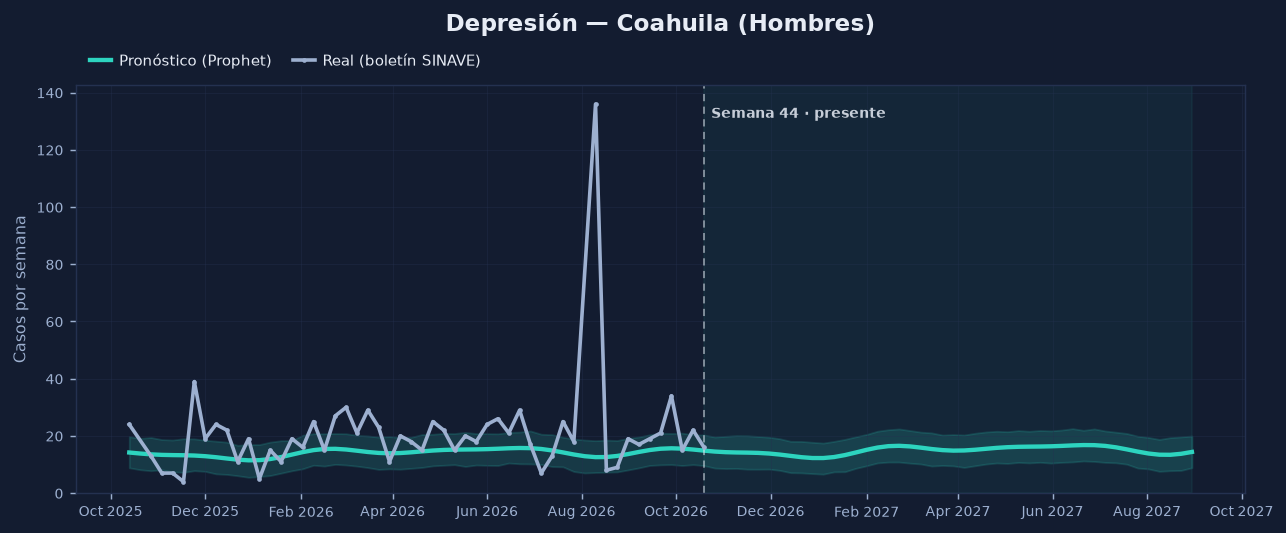 Depresión — Coahuila (Hombres)
Pronóstico (Prophet)
Real (boletín SINAVE)
Casos por semana
140
120
100
80
60
40
20
0
Semana 44 · presente
Oct 2025
Dec 2025
Feb 2026
Apr 2026
Jun 2026
Aug 2026
Oct 2026
Dec 2026
Feb 2027
Apr 2027
Jun 2027
Aug 2027
Oct 2027